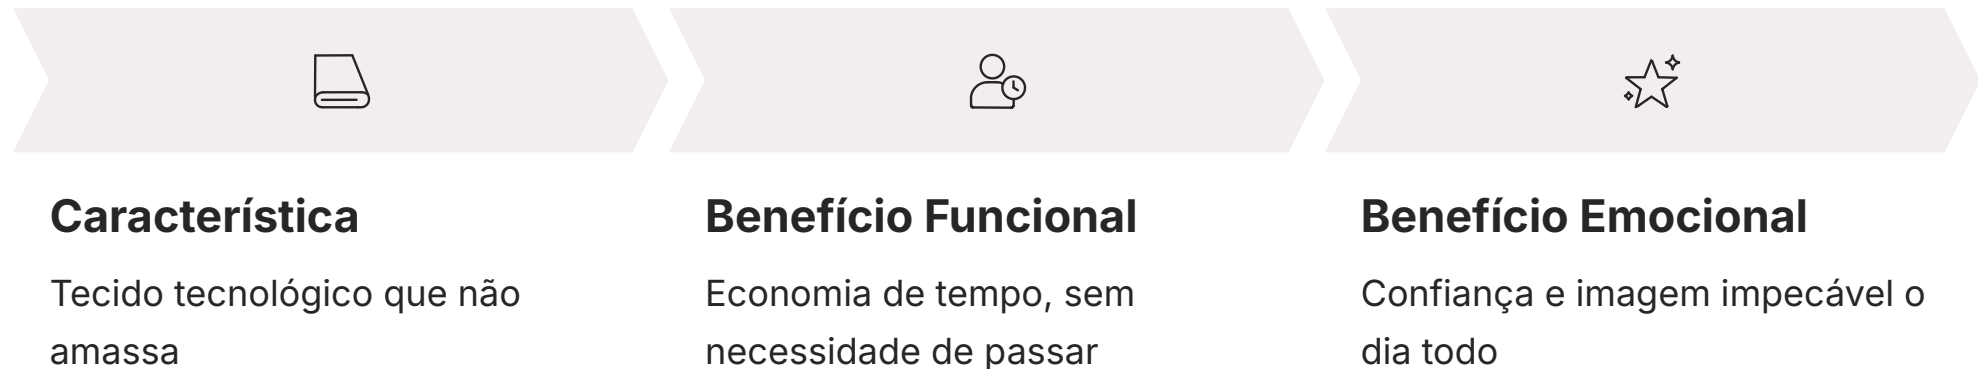 Característica
Tecido tecnológico que não
amassa
Benefício Funcional
Economia de tempo, sem
necessidade de passar
Benefício Emocional
Confiança e imagem impecável o
dia todo